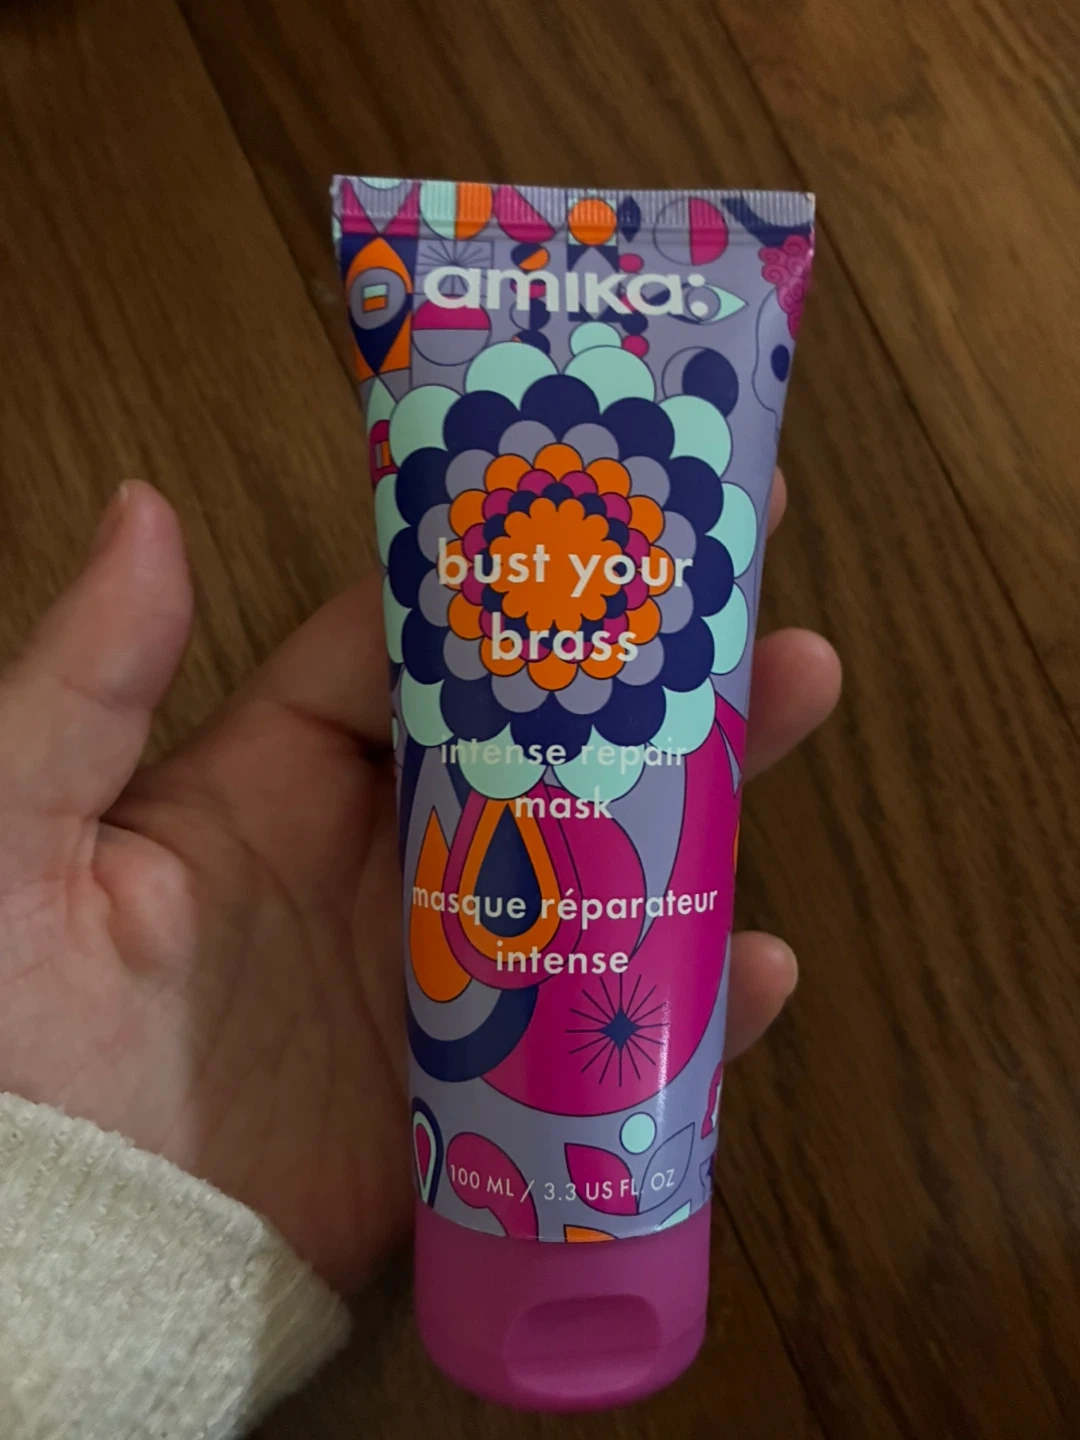 amika:
bust your
brass
intense repair
mask
masque réparateur
intense
100 ML / 3.3 US FL. OZ